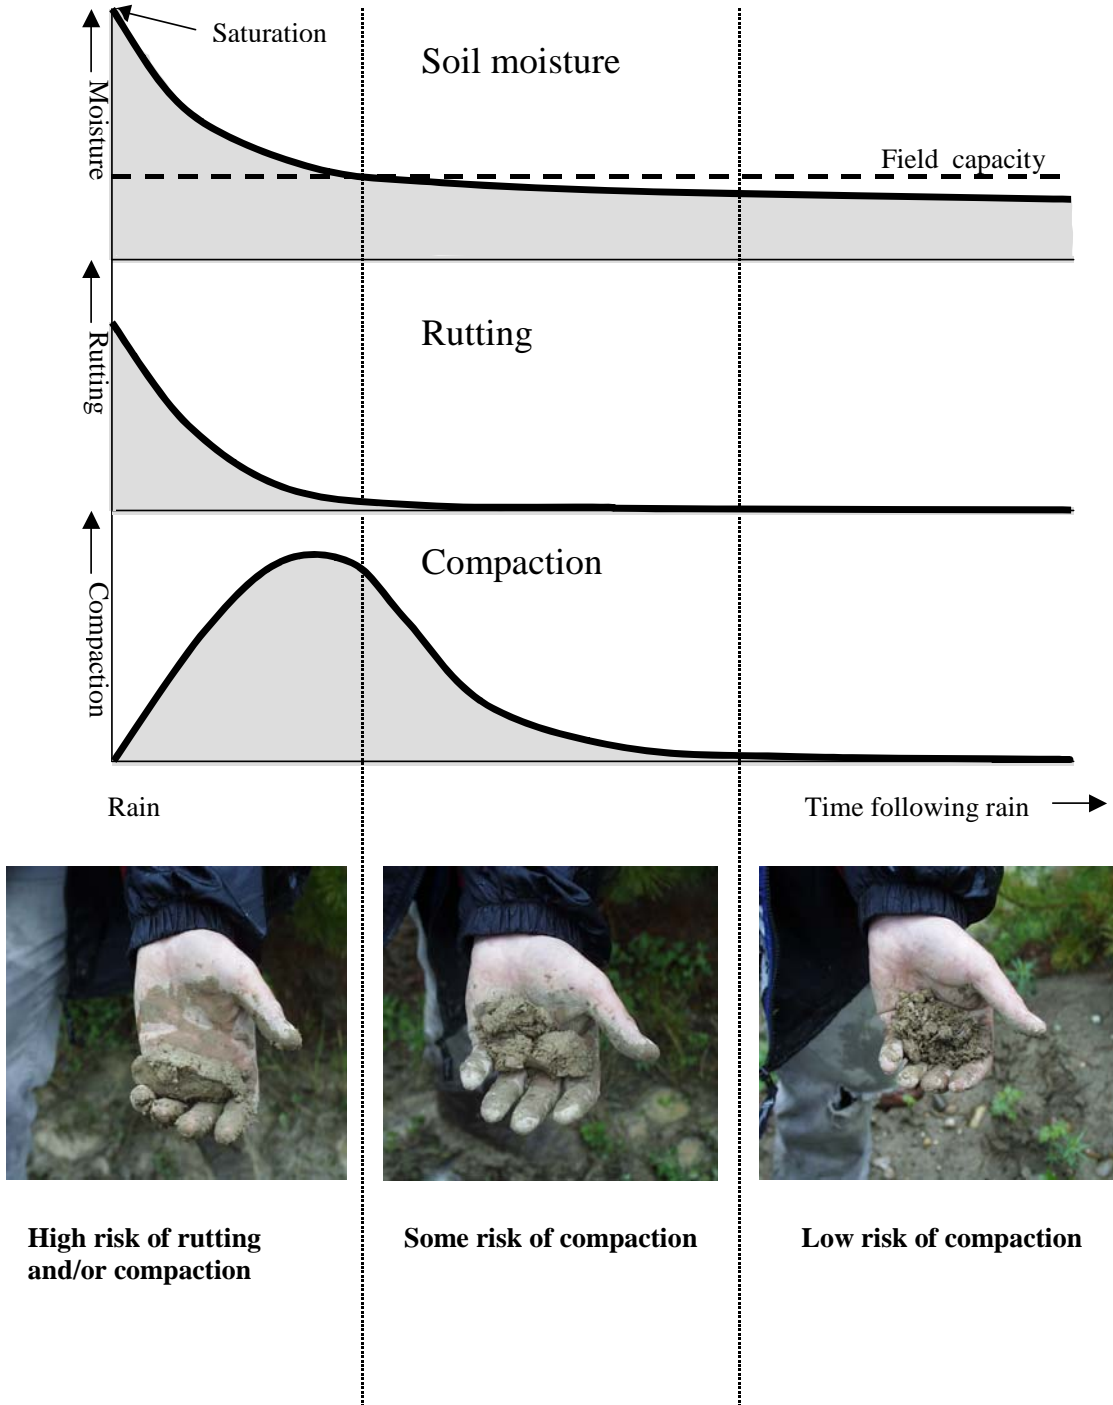 Saturation
Soil moisture
Moisture
Field capacity
Rutting
Rutting
Compaction
Compaction
Rain
Time following rain
High risk of rutting
and/or compaction
Some risk of compaction
Low risk of compaction